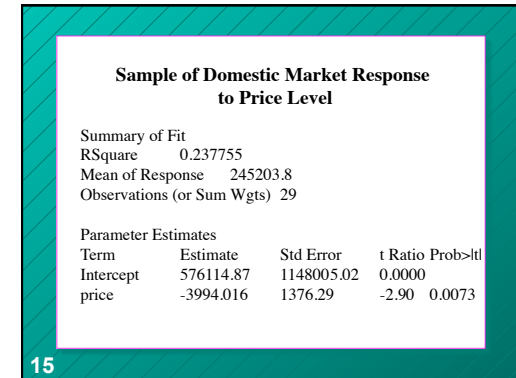 Sample of Domestic Market Response
to Price Level
Summary of Fit
RSquare 0.237755
Mean of Response 245203.8
Observations (or Sum Wgts) 29
Parameter Estimates
Term Estimate Std Error t Ratio Prob>|t|
Intercept 576114.87 1148005.02 0.0000
price -3994.016 1376.29 -2.90 0.0073
15